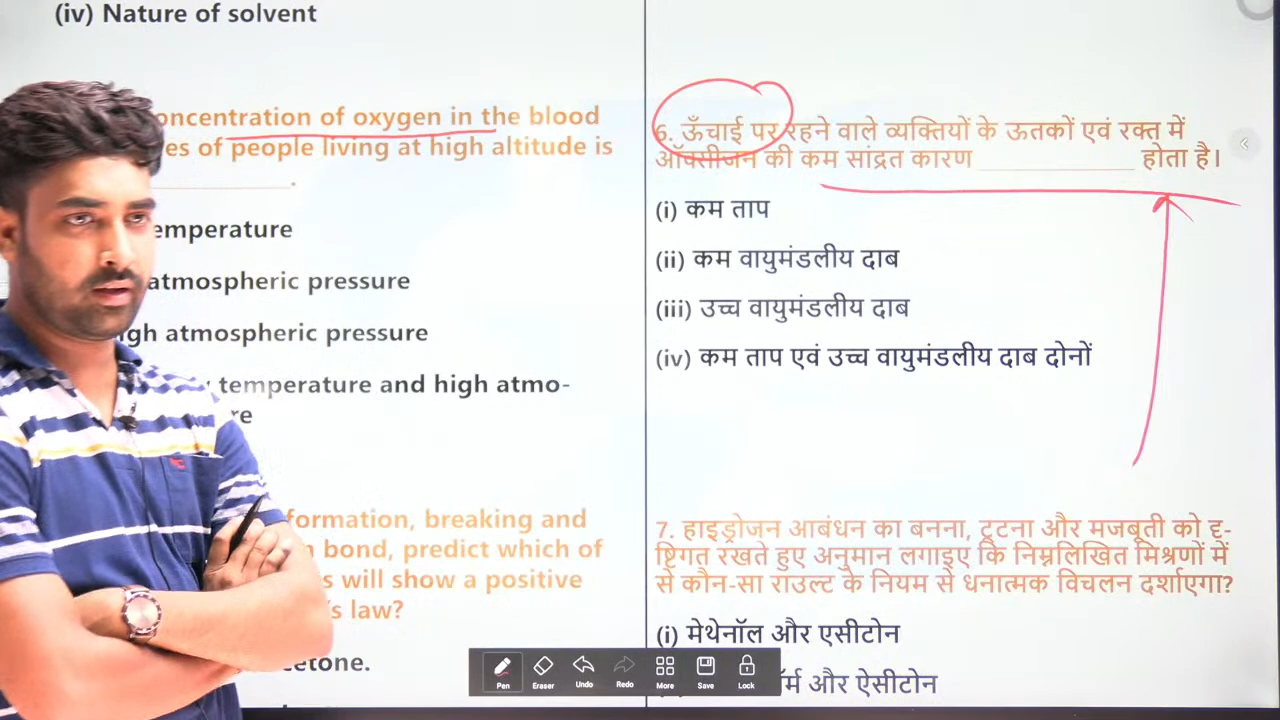 (iv) Nature of solvent
oncentration of oxygen in the blood
es of people living at high altitude is
____________.
emperature
atmospheric pressure
igh atmospheric pressure
temperature and high atmo-
re
formation, breaking and
n bond, predict which of
s will show a positive
's law?
cetone.
6. ऊँचाई पर रहने वाले व्यक्तियों के ऊतकों एवं रक्त में
ऑक्सीजन की कम सांद्रत कारण ____________ होता है।
(i) कम ताप
(ii) कम वायुमंडलीय दाब
(iii) उच्च वायुमंडलीय दाब
(iv) कम ताप एवं उच्च वायुमंडलीय दाब दोनों
7. हाइड्रोजन आबंधन का बनना, टूटना और मजबूती को दृ-
ष्टिगत रखते हुए अनुमान लगाइए कि निम्नलिखित मिश्रणों में
से कौन-सा राउल्ट के नियम से धनात्मक विचलन दर्शाएगा?
(i) मेथेनॉल और एसीटोन
र्म और ऐसीटोन
Pen
Eraser
Undo
Redo
More
Save
Lock